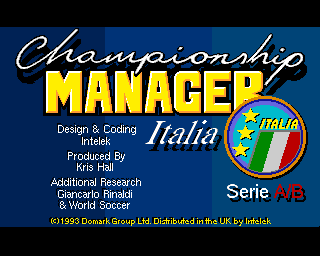 Championship
MANAGER
Italia
ITALIA
Design & Coding
Intelek
Produced By
Kris Hall
Additional Research
Giancarlo Rinaldi
& World Soccer
Serie A/B
(c)1993 Domark Group Ltd. Distributed in the UK by Intelek